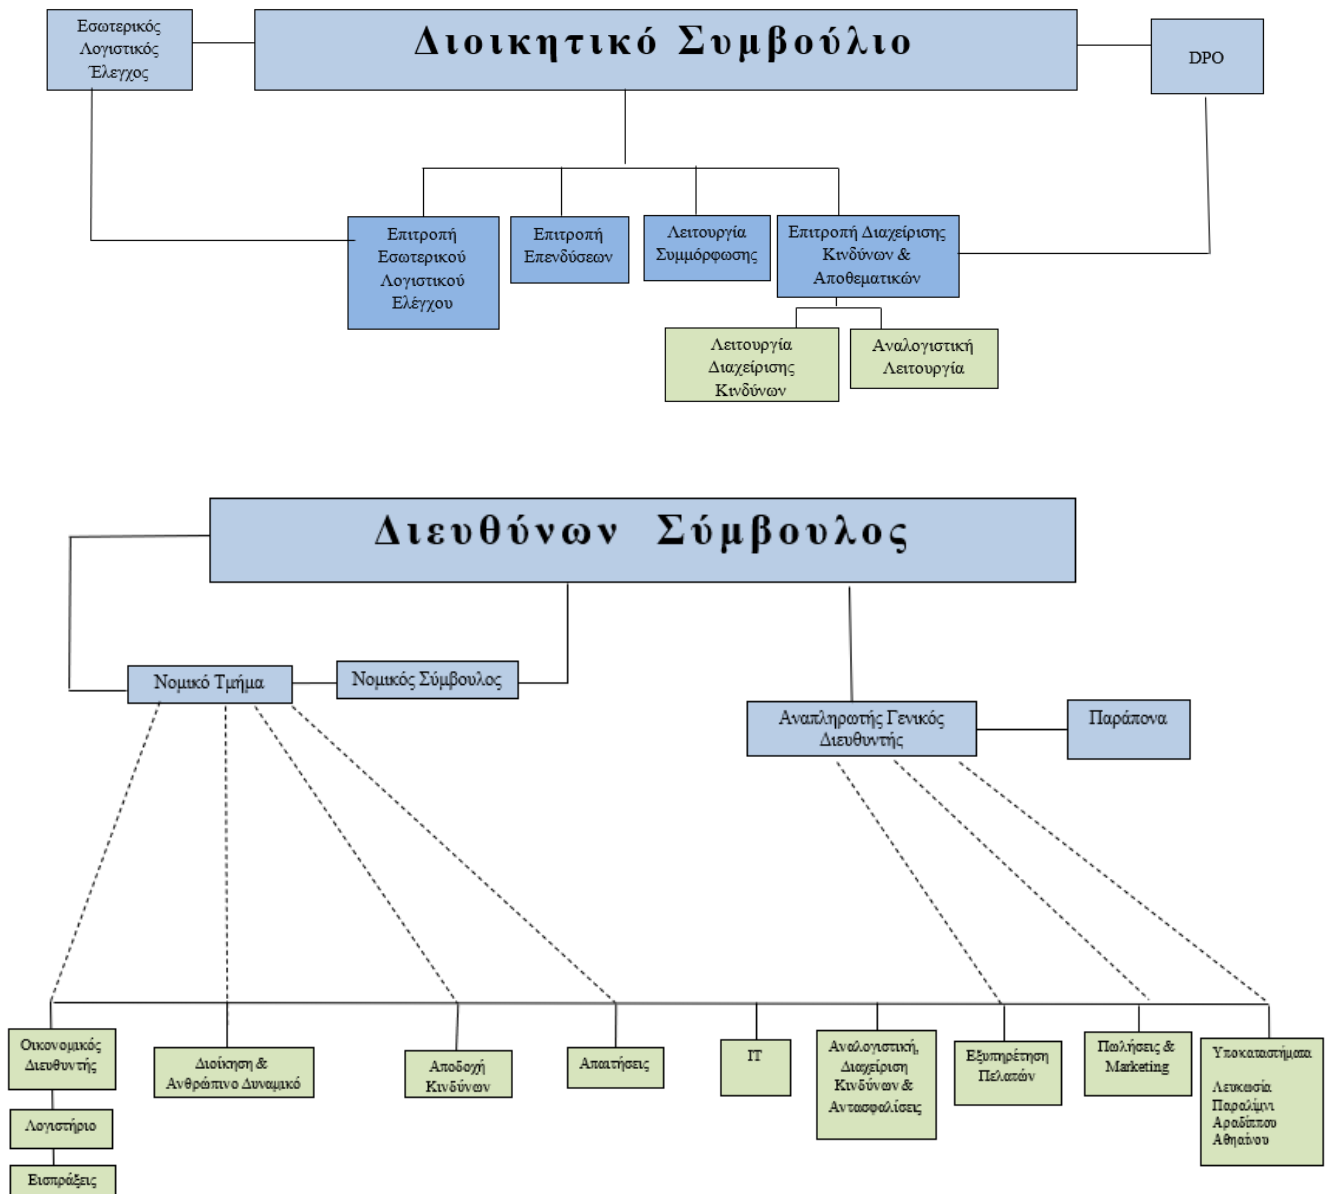 Εσωτερικός
Λογιστικός
Έλεγχος
Διοικητικό Συμβούλιο
DPO
Επιτροπή
Εσωτερικού
Λογιστικού
Ελέγχου
Επιτροπή
Επενδύσεων
Λειτουργία
Συμμόρφωσης
Επιτροπή Διαχείρισης
Κινδύνων &
Αποθεματικών
Λειτουργία
Διαχείρισης
Κινδύνων
Αναλογιστική
Λειτουργία
Διευθύνων Σύμβουλος
Νομικό Τμήμα
Νομικός Σύμβουλος
Αναπληρωτής Γενικός
Διευθυντής
Παράπονα
Οικονομικός
Διευθυντής
Λογιστήριο
Εισπράξεις
Διοίκηση &
Ανθρώπινο Δυναμικό
Αποδοχή
Κινδύνων
Απαιτήσεις
IT
Αναλογιστική,
Διαχείριση
Κινδύνων &
Αντασφαλίσεις
Εξυπηρέτηση
Πελατών
Πωλήσεις &
Marketing
Υποκαταστήματα
Λευκωσία
Παραλίμνι
Αραδίππου
Αθηαίνου